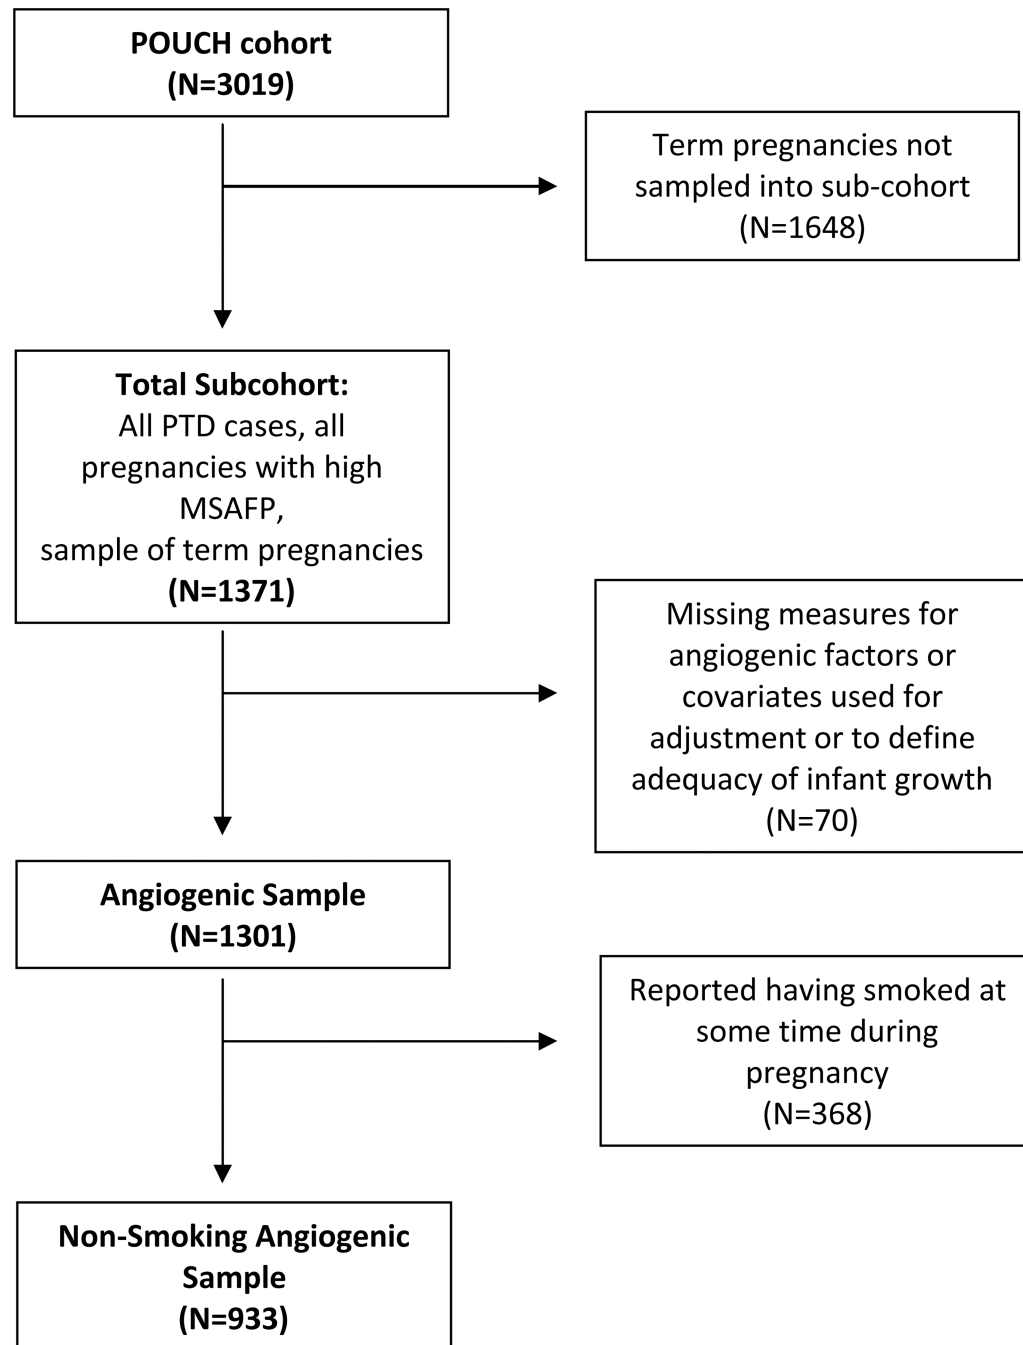 POUCH cohort
(N=3019)
Term pregnancies not
sampled into sub-cohort
(N=1648)
Total Subcohort:
All PTD cases, all
pregnancies with high
MSAFP,
sample of term pregnancies
(N=1371)
Missing measures for
angiogenic factors or
covariates used for
adjustment or to define
adequacy of infant growth
(N=70)
Angiogenic Sample
(N=1301)
Reported having smoked at
some time during
pregnancy
(N=368)
Non-Smoking Angiogenic
Sample
(N=933)